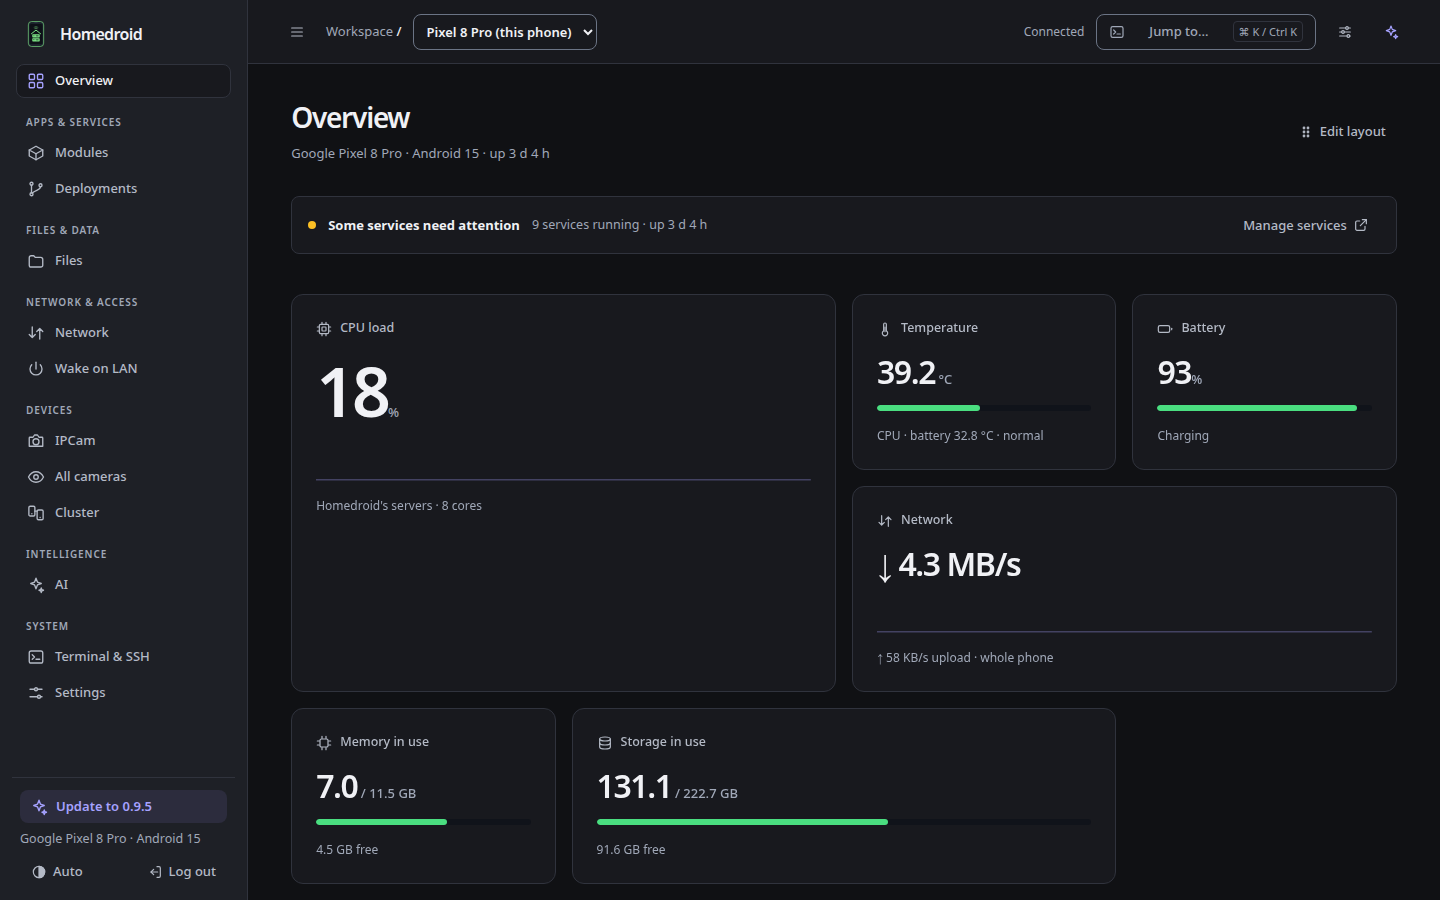 Homedroid
Overview
APPS & SERVICES
Modules
Deployments
FILES & DATA
Files
NETWORK & ACCESS
Network
Wake on LAN
DEVICES
IPCam
All cameras
Cluster
INTELLIGENCE
AI
SYSTEM
Terminal & SSH
Settings
Update to 0.9.5
Google Pixel 8 Pro · Android 15
Auto
Log out
Workspace / Pixel 8 Pro (this phone)
Connected
Jump to... ⌘ K / Ctrl K
Overview
Google Pixel 8 Pro · Android 15 · up 3 d 4 h
Edit layout
Some services need attention 9 services running · up 3 d 4 h
Manage services
CPU load
18%
Homedroid's servers · 8 cores
Temperature
39.2 °C
CPU · battery 32.8 °C · normal
Battery
93%
Charging
Network
↓ 4.3 MB/s
↑ 58 KB/s upload · whole phone
Memory in use
7.0 / 11.5 GB
4.5 GB free
Storage in use
131.1 / 222.7 GB
91.6 GB free